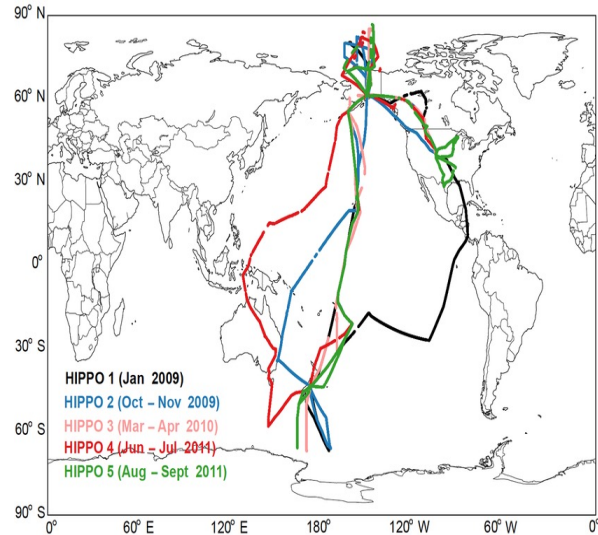 90° N
60° N
30° N
0°
30° S
60° S
90° S
HIPPO 1 (Jan 2009)
HIPPO 2 (Oct – Nov 2009)
HIPPO 3 (Mar – Apr 2010)
HIPPO 4 (Jun – Jul 2011)
HIPPO 5 (Aug – Sept 2011)
0° 60° E 120° E 180° 120° W 60° W 0°